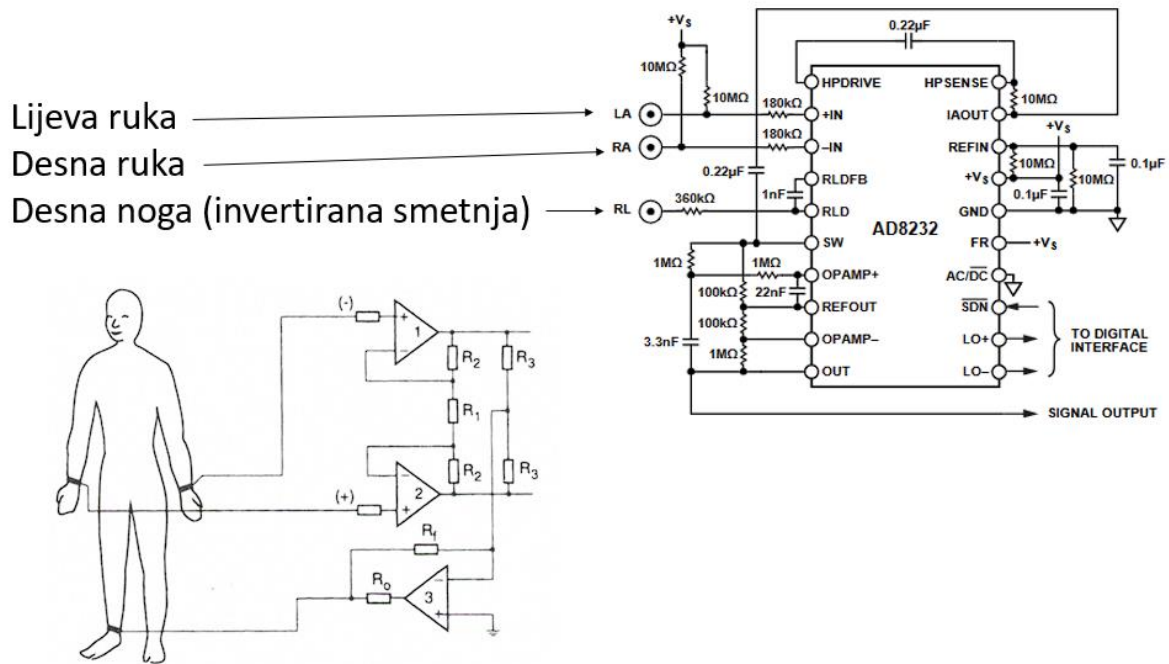 Lijeva ruka
Desna ruka
Desna noga (invertirana smetnja)
+VS
0.22µF
10MΩ
10MΩ
LA
180kΩ
RA
180kΩ
0.22µF
1nF
RL
360kΩ
HPDRIVE
HPSENSE
+IN
IAOUT
–IN
REFIN
RLDFB
+VS
RLD
GND
AD8232
SW
FR
OPAMP+
AC/DC
REFOUT
SDN
OPAMP–
LO+
OUT
LO–
10MΩ
+VS
10MΩ
0.1µF
0.1µF
10MΩ
+VS
1MΩ
1MΩ
100kΩ
22nF
100kΩ
3.3nF
1MΩ
TO DIGITAL
INTERFACE
SIGNAL OUTPUT
(-)
+
1
−
R2
R3
R1
−
2
+
R2
R3
(+)
Rf
Ro
3
−
+